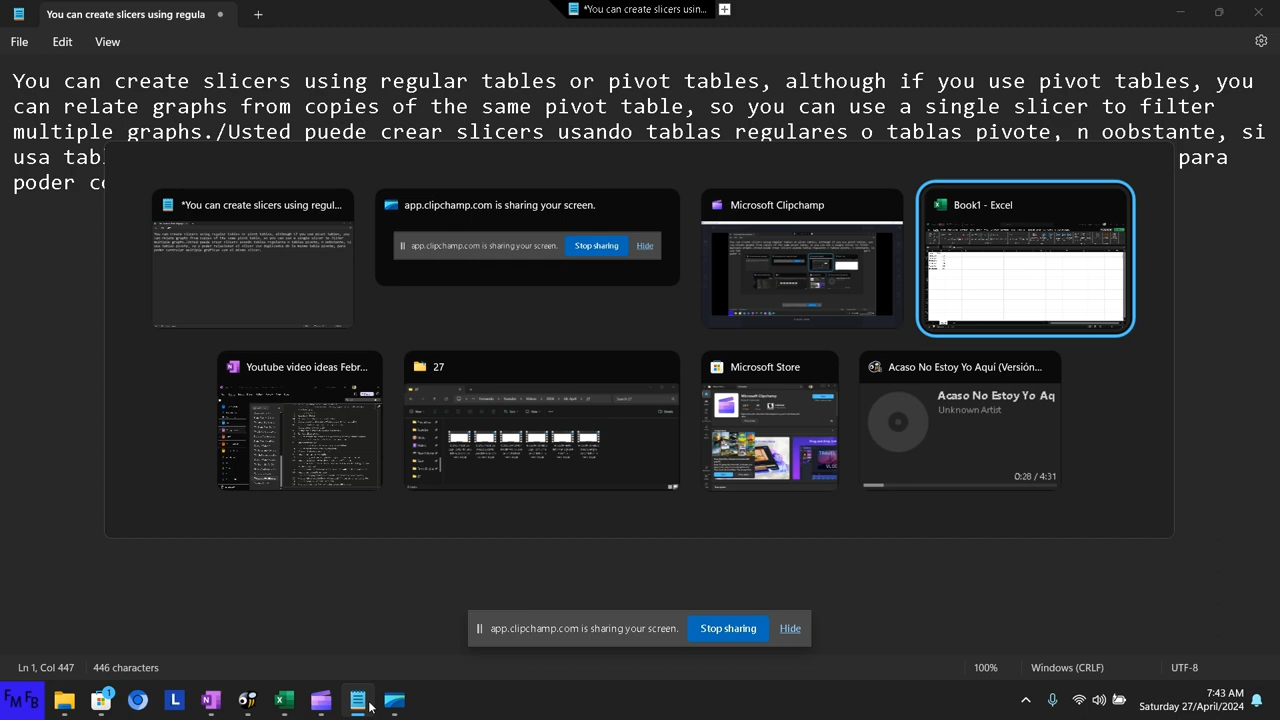 You can create slicers using regula
*You can create slicers usin...
File
Edit
View
You can create slicers using regular tables or pivot tables, although if you use pivot tables, you
can relate graphs from copies of the same pivot table, so you can use a single slicer to filter
multiple graphs./Usted puede crear slicers usando tablas regulares o tablas pivote, n oobstante, si
usa tab para
poder c
*You can create slicers using regul...
app.clipchamp.com is sharing your screen.
Microsoft Clipchamp
Book1 - Excel
app.clipchamp.com is sharing your screen.
Stop sharing
Hide
Youtube video ideas Febr...
27
Microsoft Store
Acaso No Estoy Yo Aquí (Versión...
Microsoft Clipchamp
Acaso No Estoy Yo Aq
Unknown Artist
0:28 / 4:31
app.clipchamp.com is sharing your screen.
Stop sharing
Hide
Ln 1, Col 447
446 characters
100%
Windows (CRLF)
UTF-8
FM FB
1
L
N
7:43 AM
Saturday 27/April/2024